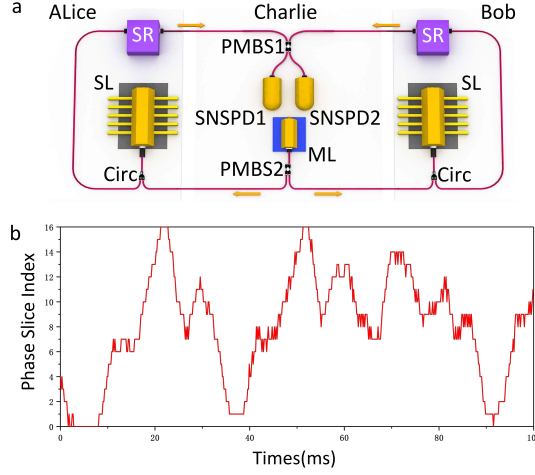 a
ALice Charlie Bob
SR PMBS1 SR
SL SL
SNSPD1 SNSPD2
ML
Circ PMBS2 Circ
b
Phase Slice Index
16
14
12
10
8
6
4
2
0
0 20 40 60 80 10
Times(ms)